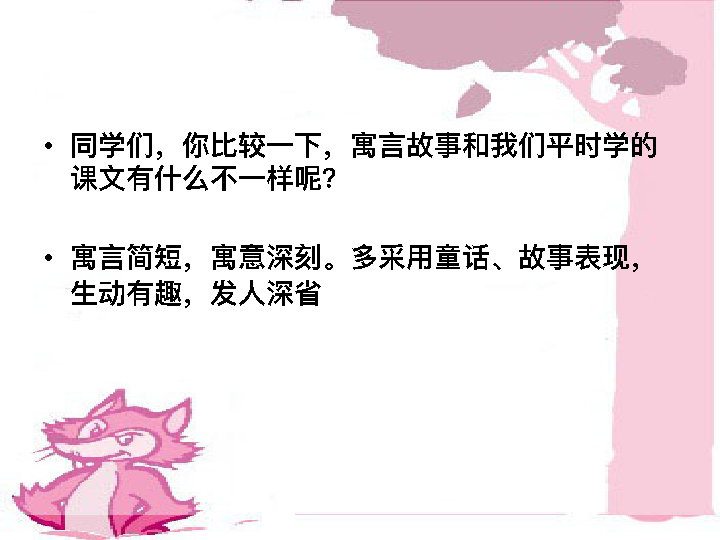 • 同学们，你比较一下，寓言故事和我们平时学的
课文有什么不一样呢?
• 寓言简短，寓意深刻。多采用童话、故事表现，
生动有趣，发人深省